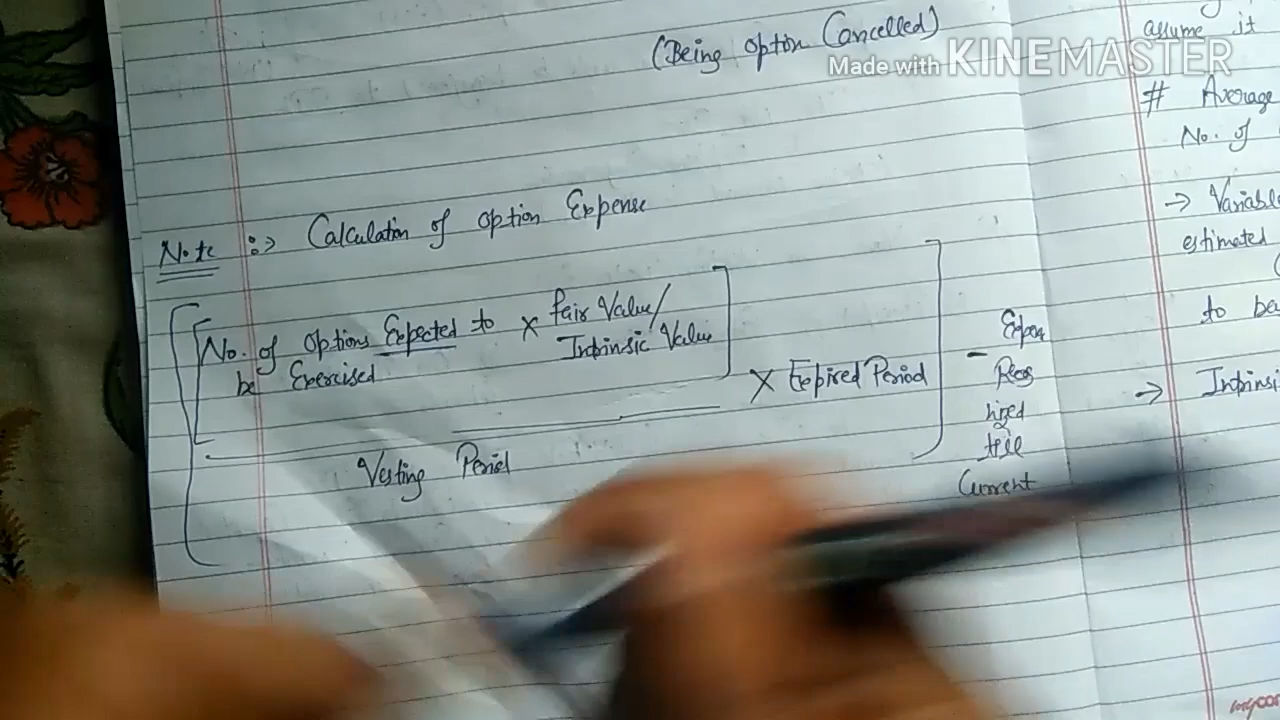 (Being option Cancelled)
Made with KINEMASTER
assume it
# Average
No. of
Note :-> Calculation of option Expense
-> Variable
estimated
No. of options Expected to × fair Value/
be Exercised Intrinsic Value
× Expired Period
Vesting Period
-
till
Current
to be
-> Intrinsi